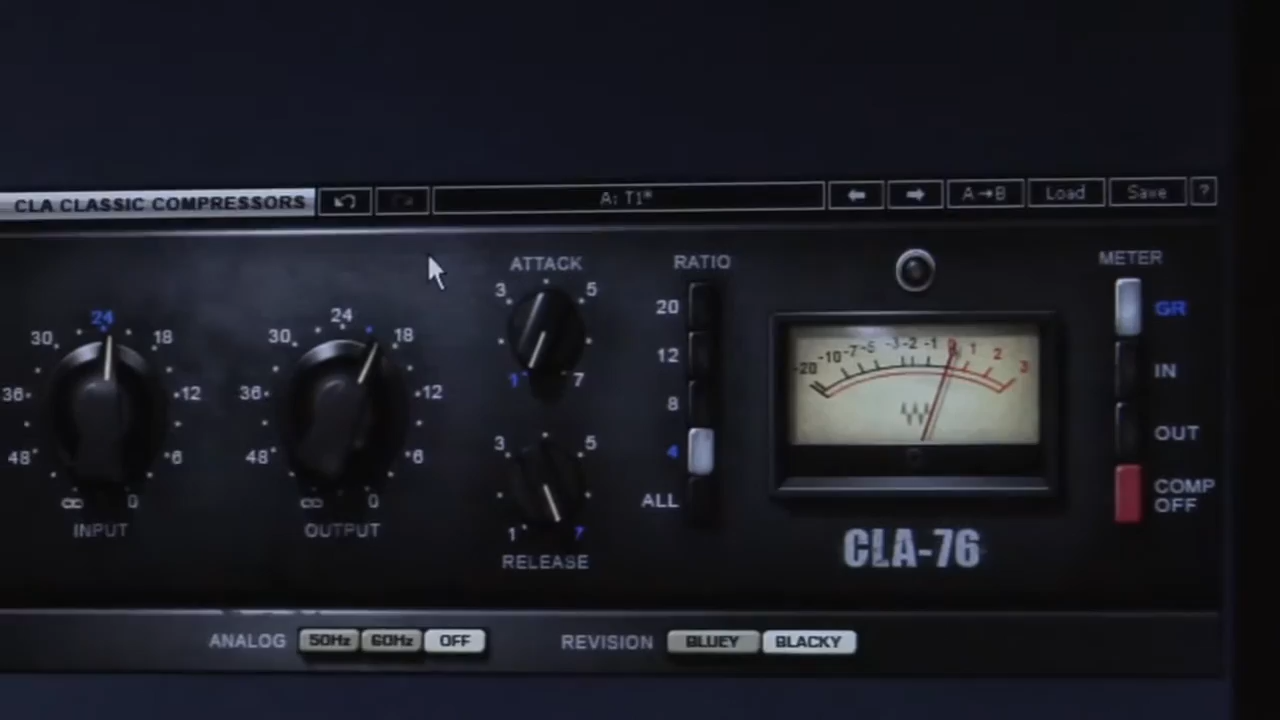 CLA CLASSIC COMPRESSORS
A: T1*
A→B
Load
Save
?
ATTACK
3 5
1 7
RATIO
20
12
8
4
ALL
METER
GR
IN
OUT
COMP OFF
24
30 18
36 12
48 6
∞ 0
INPUT
24
30 18
36 12
48 6
∞ 0
OUTPUT
3 5
1 7
RELEASE
-20 -10 -7 -5 -3 -2 -1 0 1 2 3
CLA-76
ANALOG 50Hz 60Hz OFF
REVISION BLUEY BLACKY